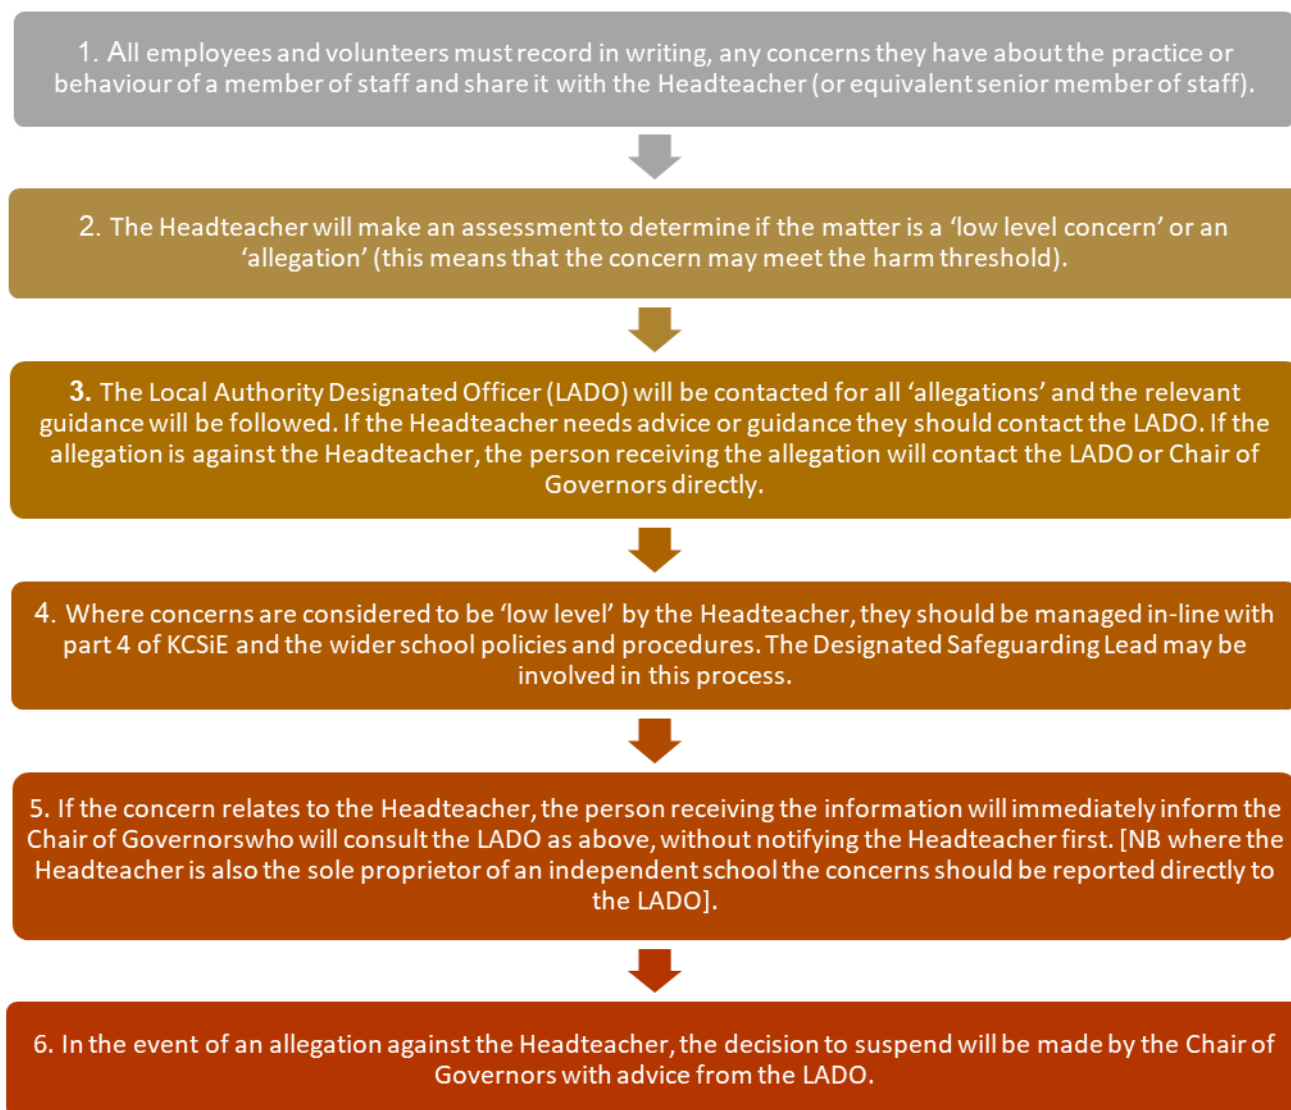 1. All employees and volunteers must record in writing, any concerns they have about the practice or
behaviour of a member of staff and share it with the Headteacher (or equivalent senior member of staff).
2. The Headteacher will make an assessment to determine if the matter is a ‘low level concern’ or an
‘allegation’ (this means that the concern may meet the harm threshold).
3. The Local Authority Designated Officer (LADO) will be contacted for all ‘allegations’ and the relevant
guidance will be followed. If the Headteacher needs advice or guidance they should contact the LADO. If the
allegation is against the Headteacher, the person receiving the allegation will contact the LADO or Chair of
Governors directly.
4. Where concerns are considered to be ‘low level’ by the Headteacher, they should be managed in-line with
part 4 of KCSiE and the wider school policies and procedures. The Designated Safeguarding Lead may be
involved in this process.
5. If the concern relates to the Headteacher, the person receiving the information will immediately inform the
Chair of Governorswho will consult the LADO as above, without notifying the Headteacher first. [NB where the
Headteacher is also the sole proprietor of an independent school the concerns should be reported directly to
the LADO].
6. In the event of an allegation against the Headteacher, the decision to suspend will be made by the Chair of
Governors with advice from the LADO.